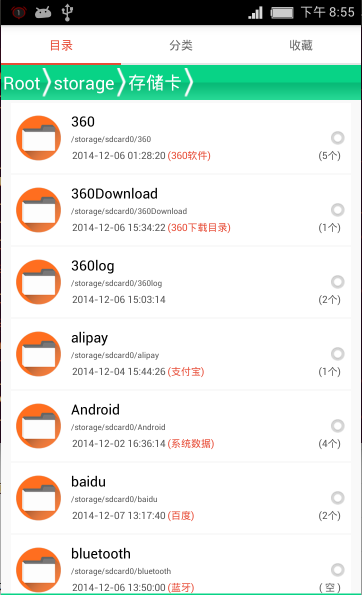 下午 8:55
目录 分类 收藏
Root storage 存储卡
360
/storage/sdcard0/360
2014-12-06 01:28:20 (360软件) (5个)
360Download
/storage/sdcard0/360Download
2014-12-06 15:34:22 (360下载目录) (1个)
360log
/storage/sdcard0/360log
2014-12-06 15:03:14 (2个)
alipay
/storage/sdcard0/alipay
2014-12-04 15:44:26 (支付宝) (1个)
Android
/storage/sdcard0/Android
2014-12-02 16:36:14 (系统数据) (4个)
baidu
/storage/sdcard0/baidu
2014-12-07 13:17:40 (百度) (2个)
bluetooth
/storage/sdcard0/bluetooth
2014-12-06 13:50:00 (蓝牙) ( 空 )